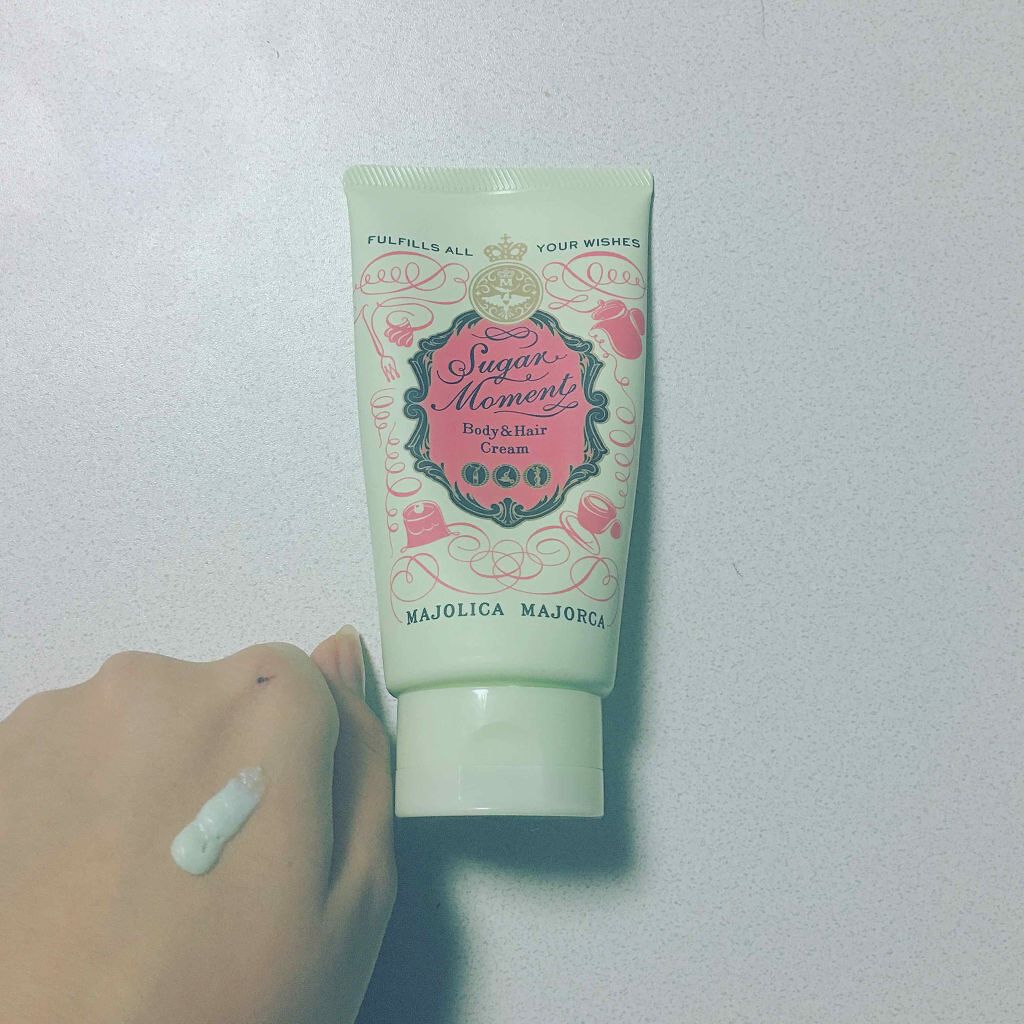 FULFILLS ALL YOUR WISHES
M
Sugar
Moment
Body&Hair
Cream
MAJOLICA MAJORCA